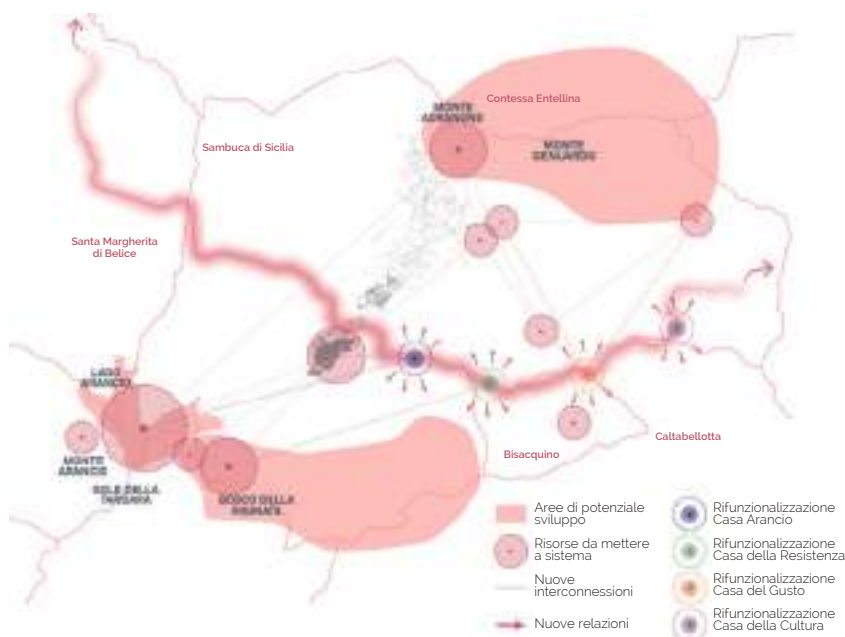 Contessa Entellina
MONTE
ADRANONE
MONTE
GENUARDO
Sambuca di Sicilia
Santa Margherita
di Belice
LAGO
ARANCIO
MONTE
ARANCIO
SOLE DELLA
BOSCO DELLA
Bisacquino
Caltabellotta
Aree di potenziale
sviluppo
Risorse da mettere
a sistema
Nuove
interconnessioni
Nuove relazioni
Rifunzionalizzazione
Casa Arancio
Rifunzionalizzazione
Casa della Resistenza
Rifunzionalizzazione
Casa del Gusto
Rifunzionalizzazione
Casa della Cultura